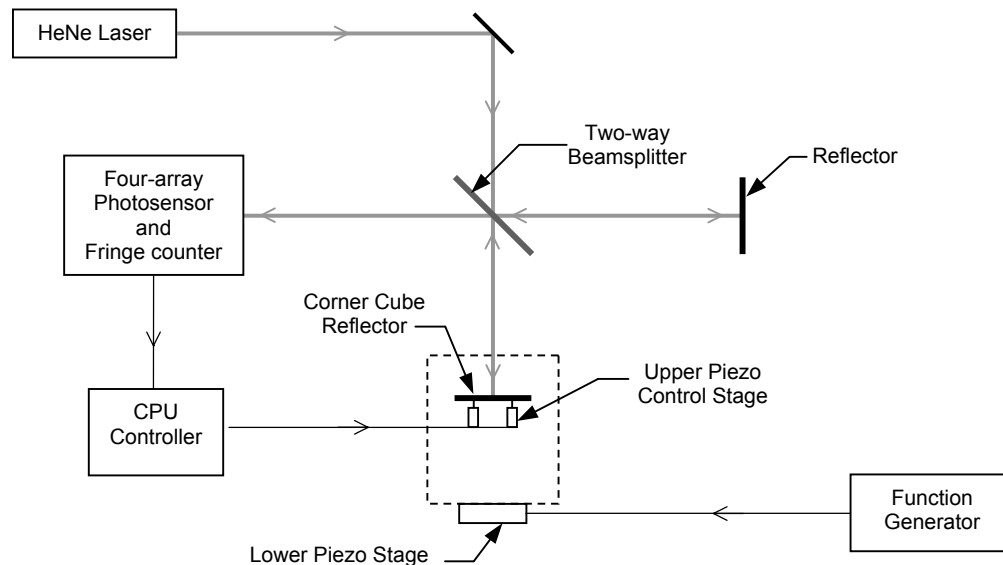 HeNe Laser
Two-way
Beamsplitter
Reflector
Four-array
Photosensor
and
Fringe counter
Corner Cube
Reflector
Upper Piezo
Control Stage
CPU
Controller
Function
Generator
Lower Piezo Stage